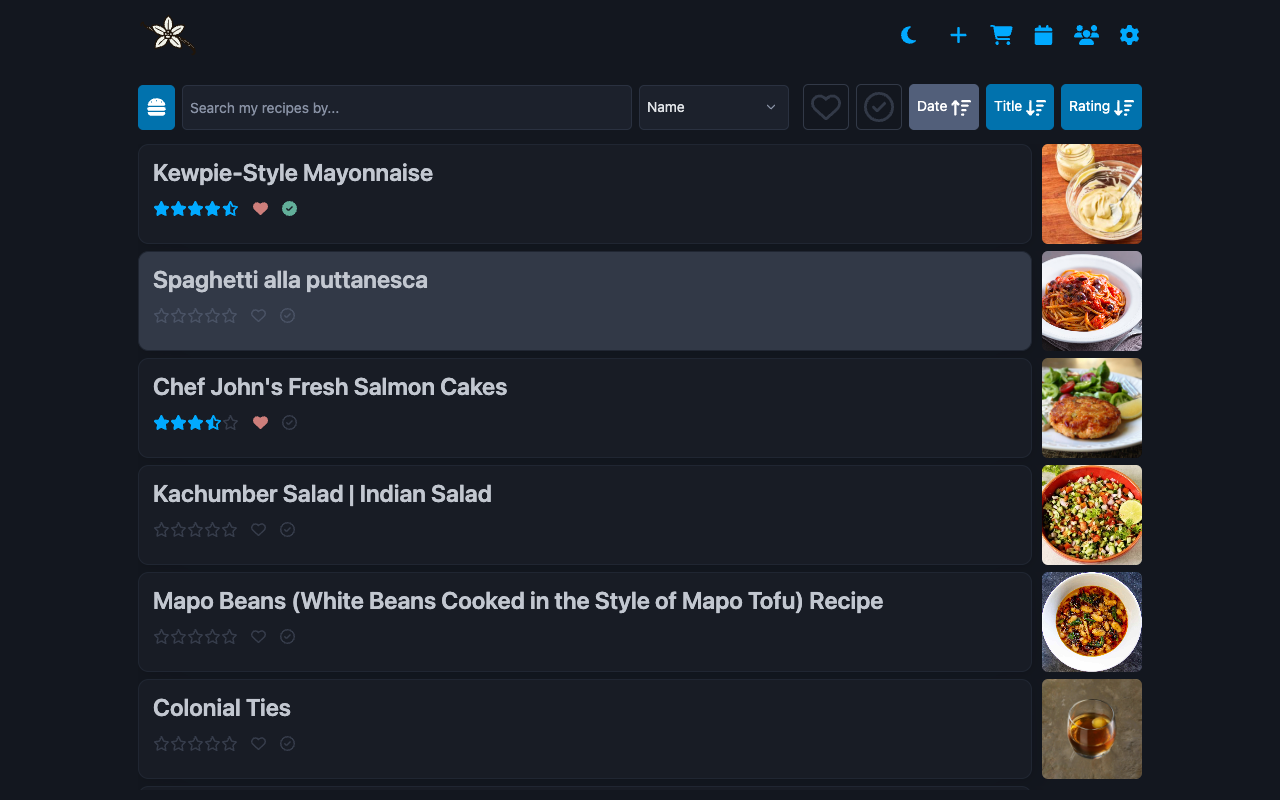 Search my recipes by...
Name
Date
Title
Rating
Kewpie-Style Mayonnaise
Spaghetti alla puttanesca
Chef John's Fresh Salmon Cakes
Kachumber Salad | Indian Salad
Mapo Beans (White Beans Cooked in the Style of Mapo Tofu) Recipe
Colonial Ties